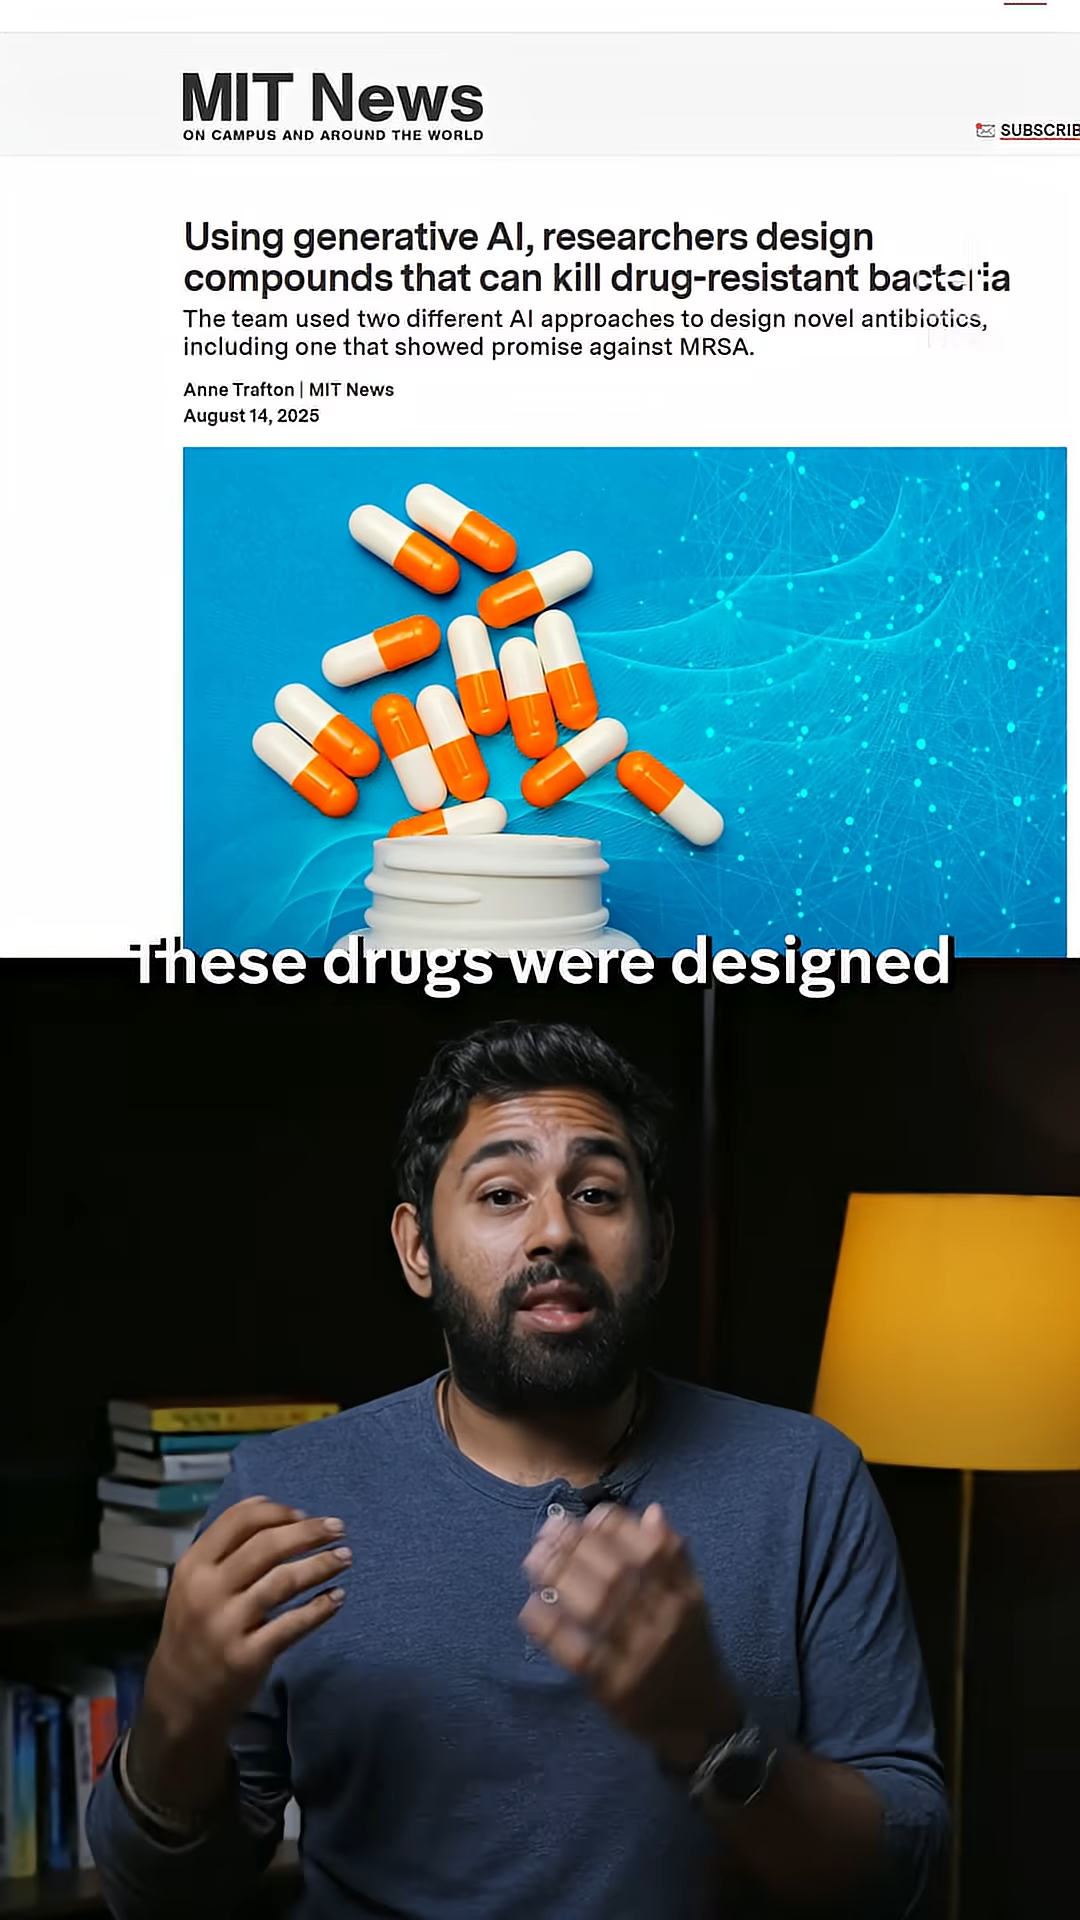 MIT News
ON CAMPUS AND AROUND THE WORLD
SUBSCRIB
Using generative AI, researchers design
compounds that can kill drug-resistant bacteria
The team used two different AI approaches to design novel antibiotics,
including one that showed promise against MRSA.
Anne Trafton | MIT News
August 14, 2025
These drugs were designed